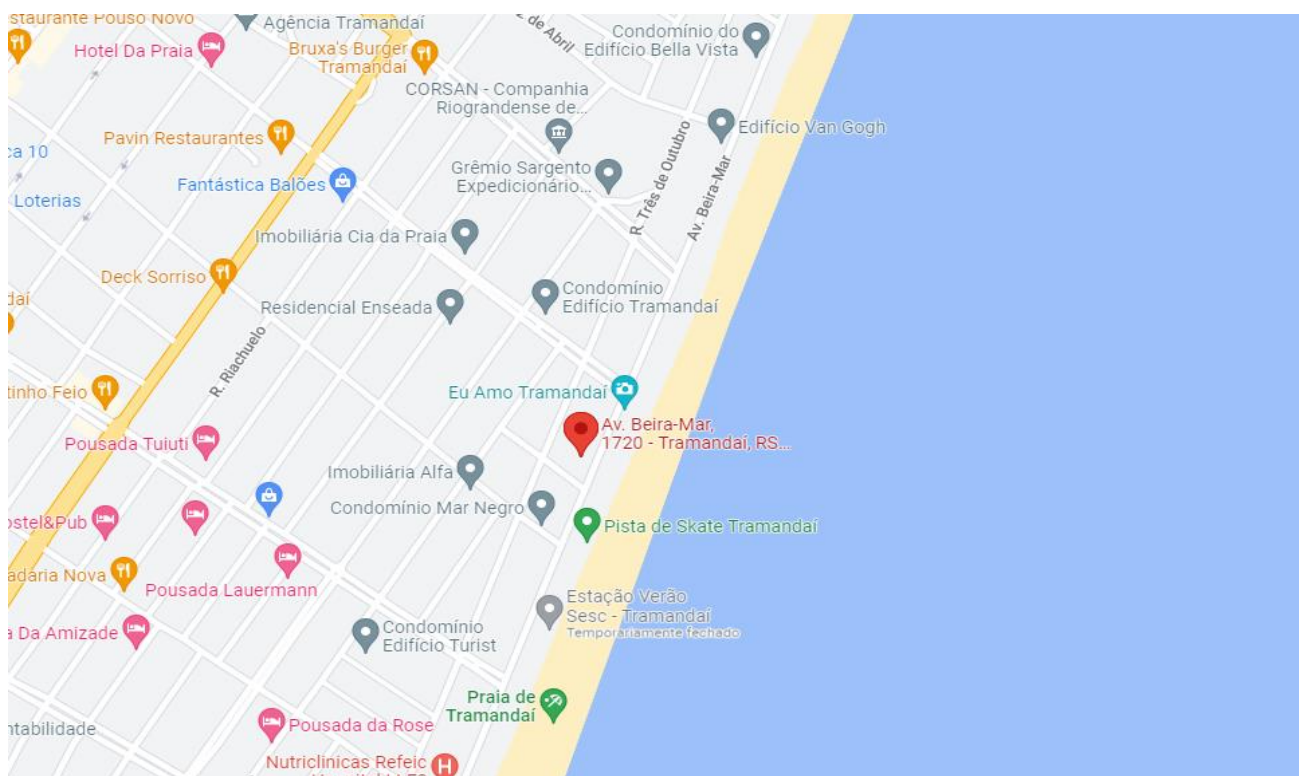 staurante Pouso Novo
Agência Tramandaí
Hotel Da Praia
Bruxa's Burger
Tramandaí
2 de Abril
Condomínio do
Edifício Bella Vista
CORSAN - Companhia
Riograndense de...
Edifício Van Gogh
Pavin Restaurantes
ca 10
Loterias
Fantástica Balões
Grêmio Sargento
Expedicionário...
R. Três de Outubro
Av. Beira-Mar
Imobiliária Cia da Praia
Deck Sorriso
daí
Residencial Enseada
Condomínio
Edifício Tramandaí
R. Riachuelo
tinho Feio
Eu Amo Tramandaí
Av. Beira-Mar,
1720 - Tramandaí, RS...
Pousada Tuiuti
Imobiliária Alfa
Condomínio Mar Negro
ostel&Pub
Pista de Skate Tramandaí
adaria Nova
Pousada Lauermann
Estação Verão
Sesc - Tramandaí
Temporariamente fechado
a Da Amizade
Condomínio
Edifício Turist
Praia de
Tramandaí
Pousada da Rose
ntabilidade
Nutriclinicas Refeic